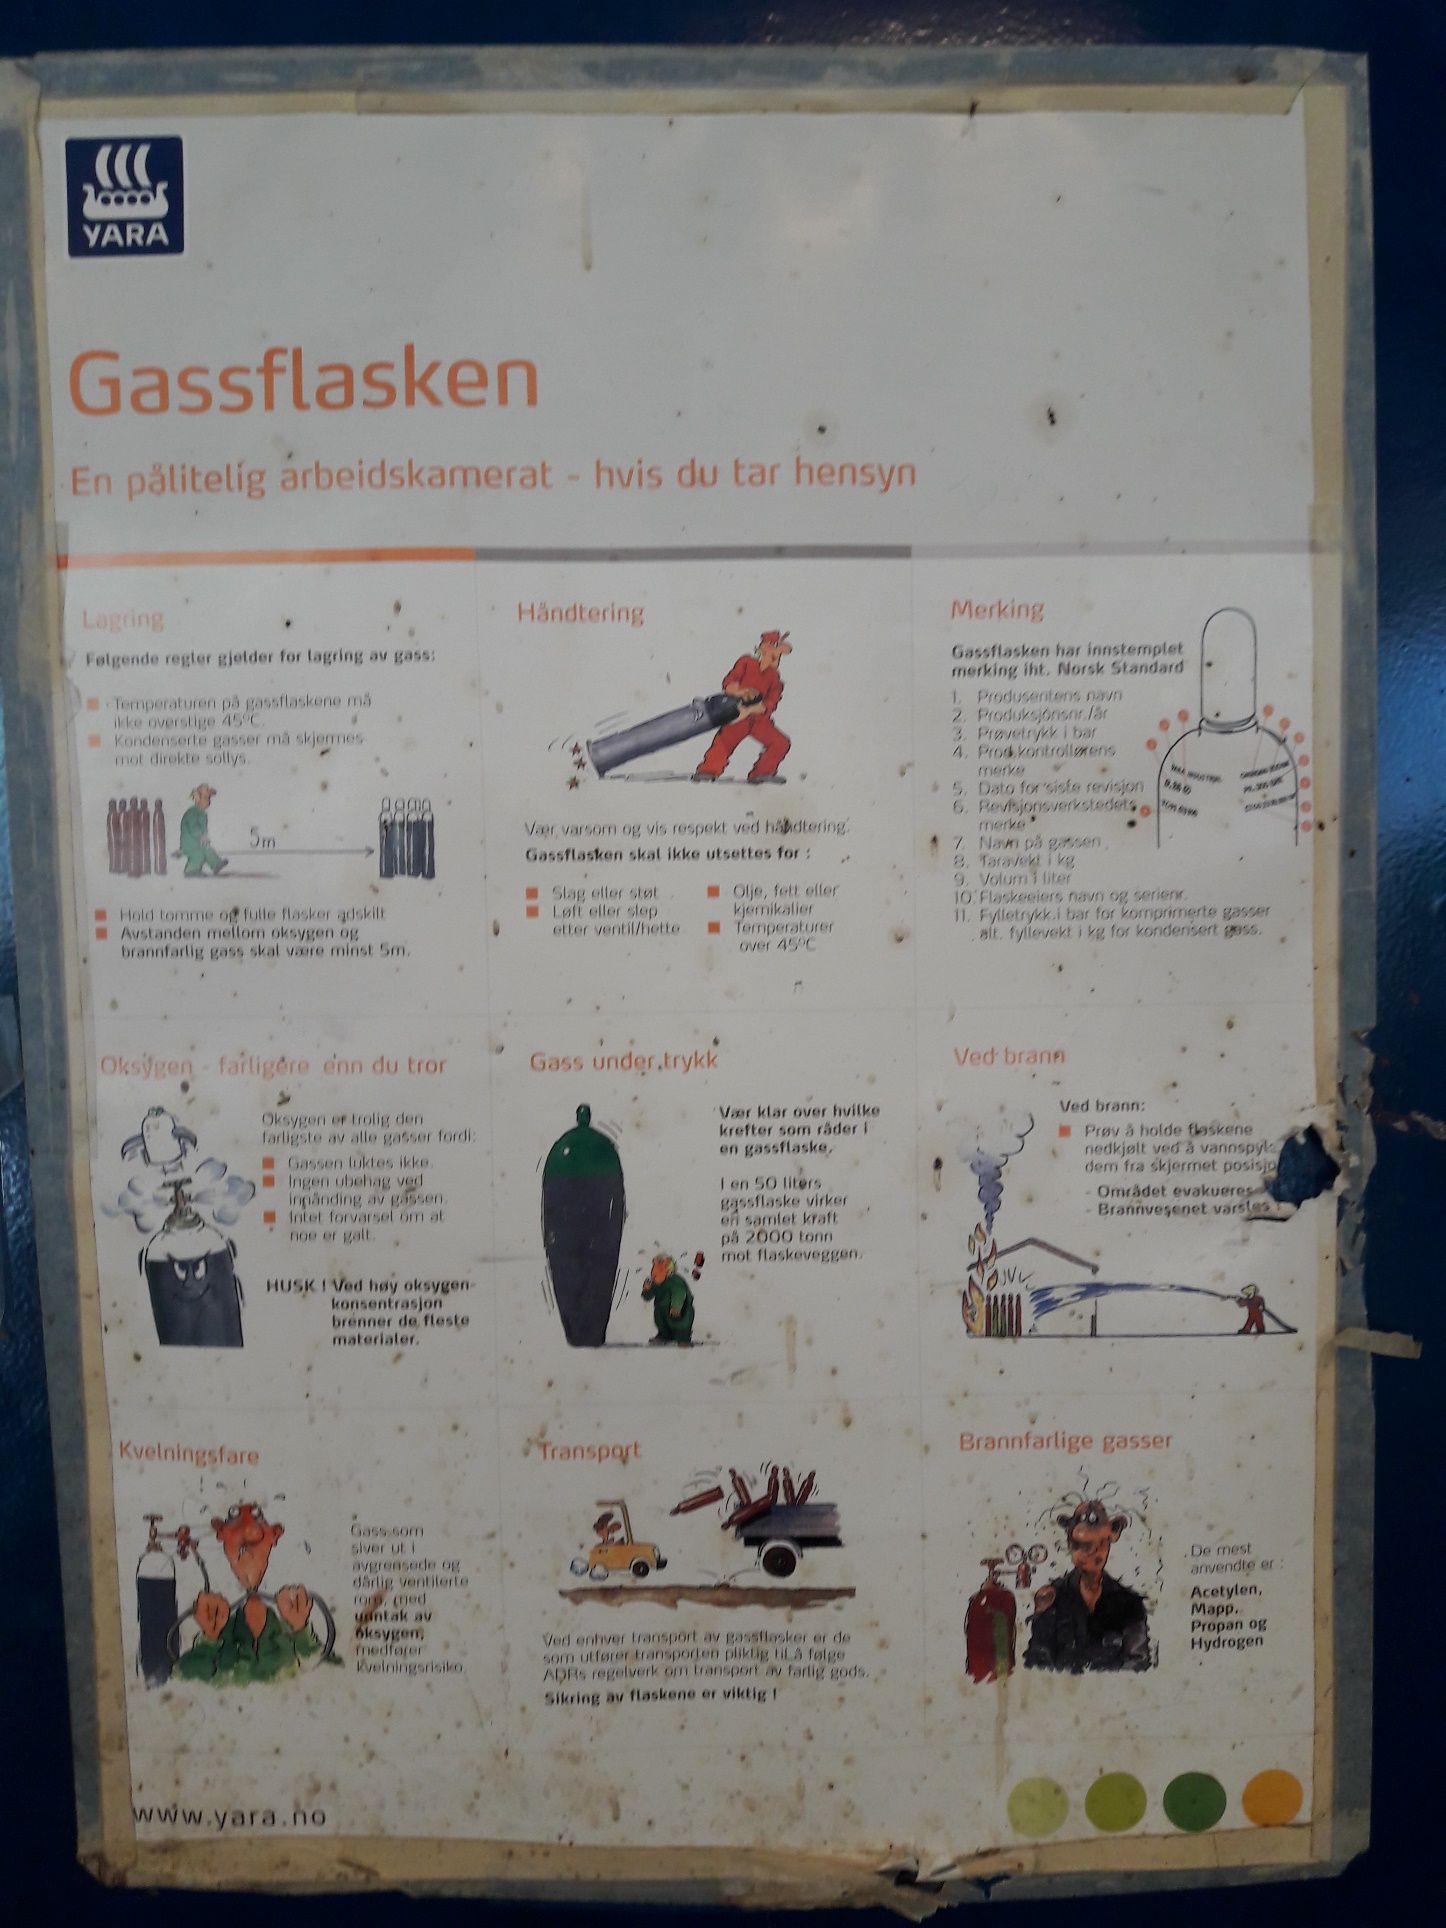 YARA
Gassflasken
En pålitelig arbeidskamerat - hvis du tar hensyn
Lagring
Følgende regler gjelder for lagring av gass:
Temperaturen på gassflaskene må
ikke overstige 45°C.
Kondenserte gasser må skjermes
mot direkte sollys.
5m
Hold tomme og fulle flasker adskilt
Avstanden mellom oksygen og
brannfarlig gass skal være minst 5m.
Håndtering
Vær varsom og vis respekt ved håndtering.
Gassflasken skal ikke utsettes for :
Slag eller støt
Løft eller slep
etter ventil/hette
Olje, fett eller
kjemikalier
Temperaturer
over 45°C
Merking
Gassflasken har innstemplet
merking iht. Norsk Standard
1. Produsentens navn
2. Produksjonsnr./år
3. Prøvetrykk i bar
4. Prod.kontrollørens
merke
5. Dato for siste revisjon
6. Revisjonsverkstedets
merke
7. Navn på gassen
8. Taravekt i kg
9. Volum i liter
10. Flaskeeiers navn og serienr.
11. Fylletrykk i bar for komprimerte gasser
alt. fyllevekt i kg for kondensert gass.
Oksygen - farligere enn du tror
Oksygen er trolig den
farligste av alle gasser fordi:
Gassen luktes ikke.
Ingen ubehag ved
innånding av gassen.
Intet forvarsel om at
noe er galt.
HUSK ! Ved høy oksygen-
konsentrasjon
brenner de fleste
materialer.
Gass under trykk
Vær klar over hvilke
krefter som råder i
en gassflaske.
I en 50 liters
gassflaske virker
en samlet kraft
på 2000 tonn
mot flaskeveggen.
Ved brann
Ved brann:
Prøv å holde flaskene
nedkjølt ved å vannspyl
dem fra skjermet posisjo
- Området evakueres
- Brannvesenet varsles !
Kvelningsfare
Gass som
siver ut i
avgrensede og
dårlig ventilerte
rom, med
unntak av
oksygen,
medfører
kvelningsrisiko
Transport
Ved enhver transport av gassflasker er de
som utfører transporten pliktig til å følge
ADRs regelverk om transport av farlig gods.
Sikring av flaskene er viktig !
Brannfarlige gasser
De mest
anvendte er :
Acetylen,
Mapp,
Propan og
Hydrogen
www.yara.no